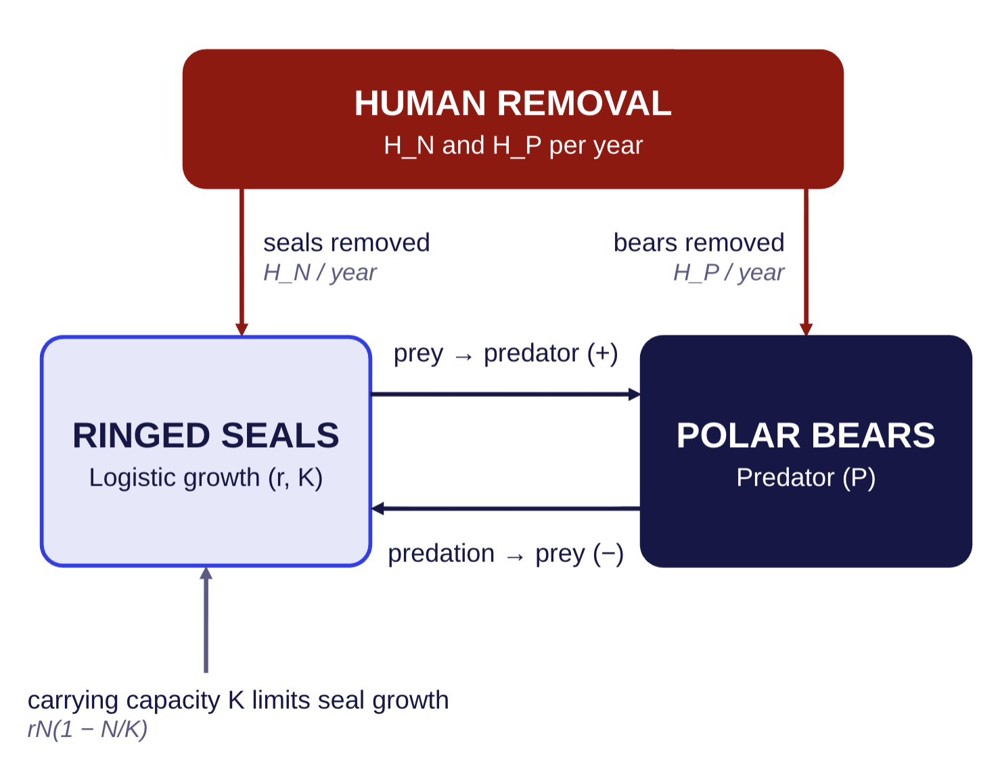 HUMAN REMOVAL
H_N and H_P per year
seals removed
H_N / year
bears removed
H_P / year
prey → predator (+)
RINGED SEALS
Logistic growth (r, K)
POLAR BEARS
Predator (P)
predation → prey (−)
carrying capacity K limits seal growth
rN(1 − N/K)